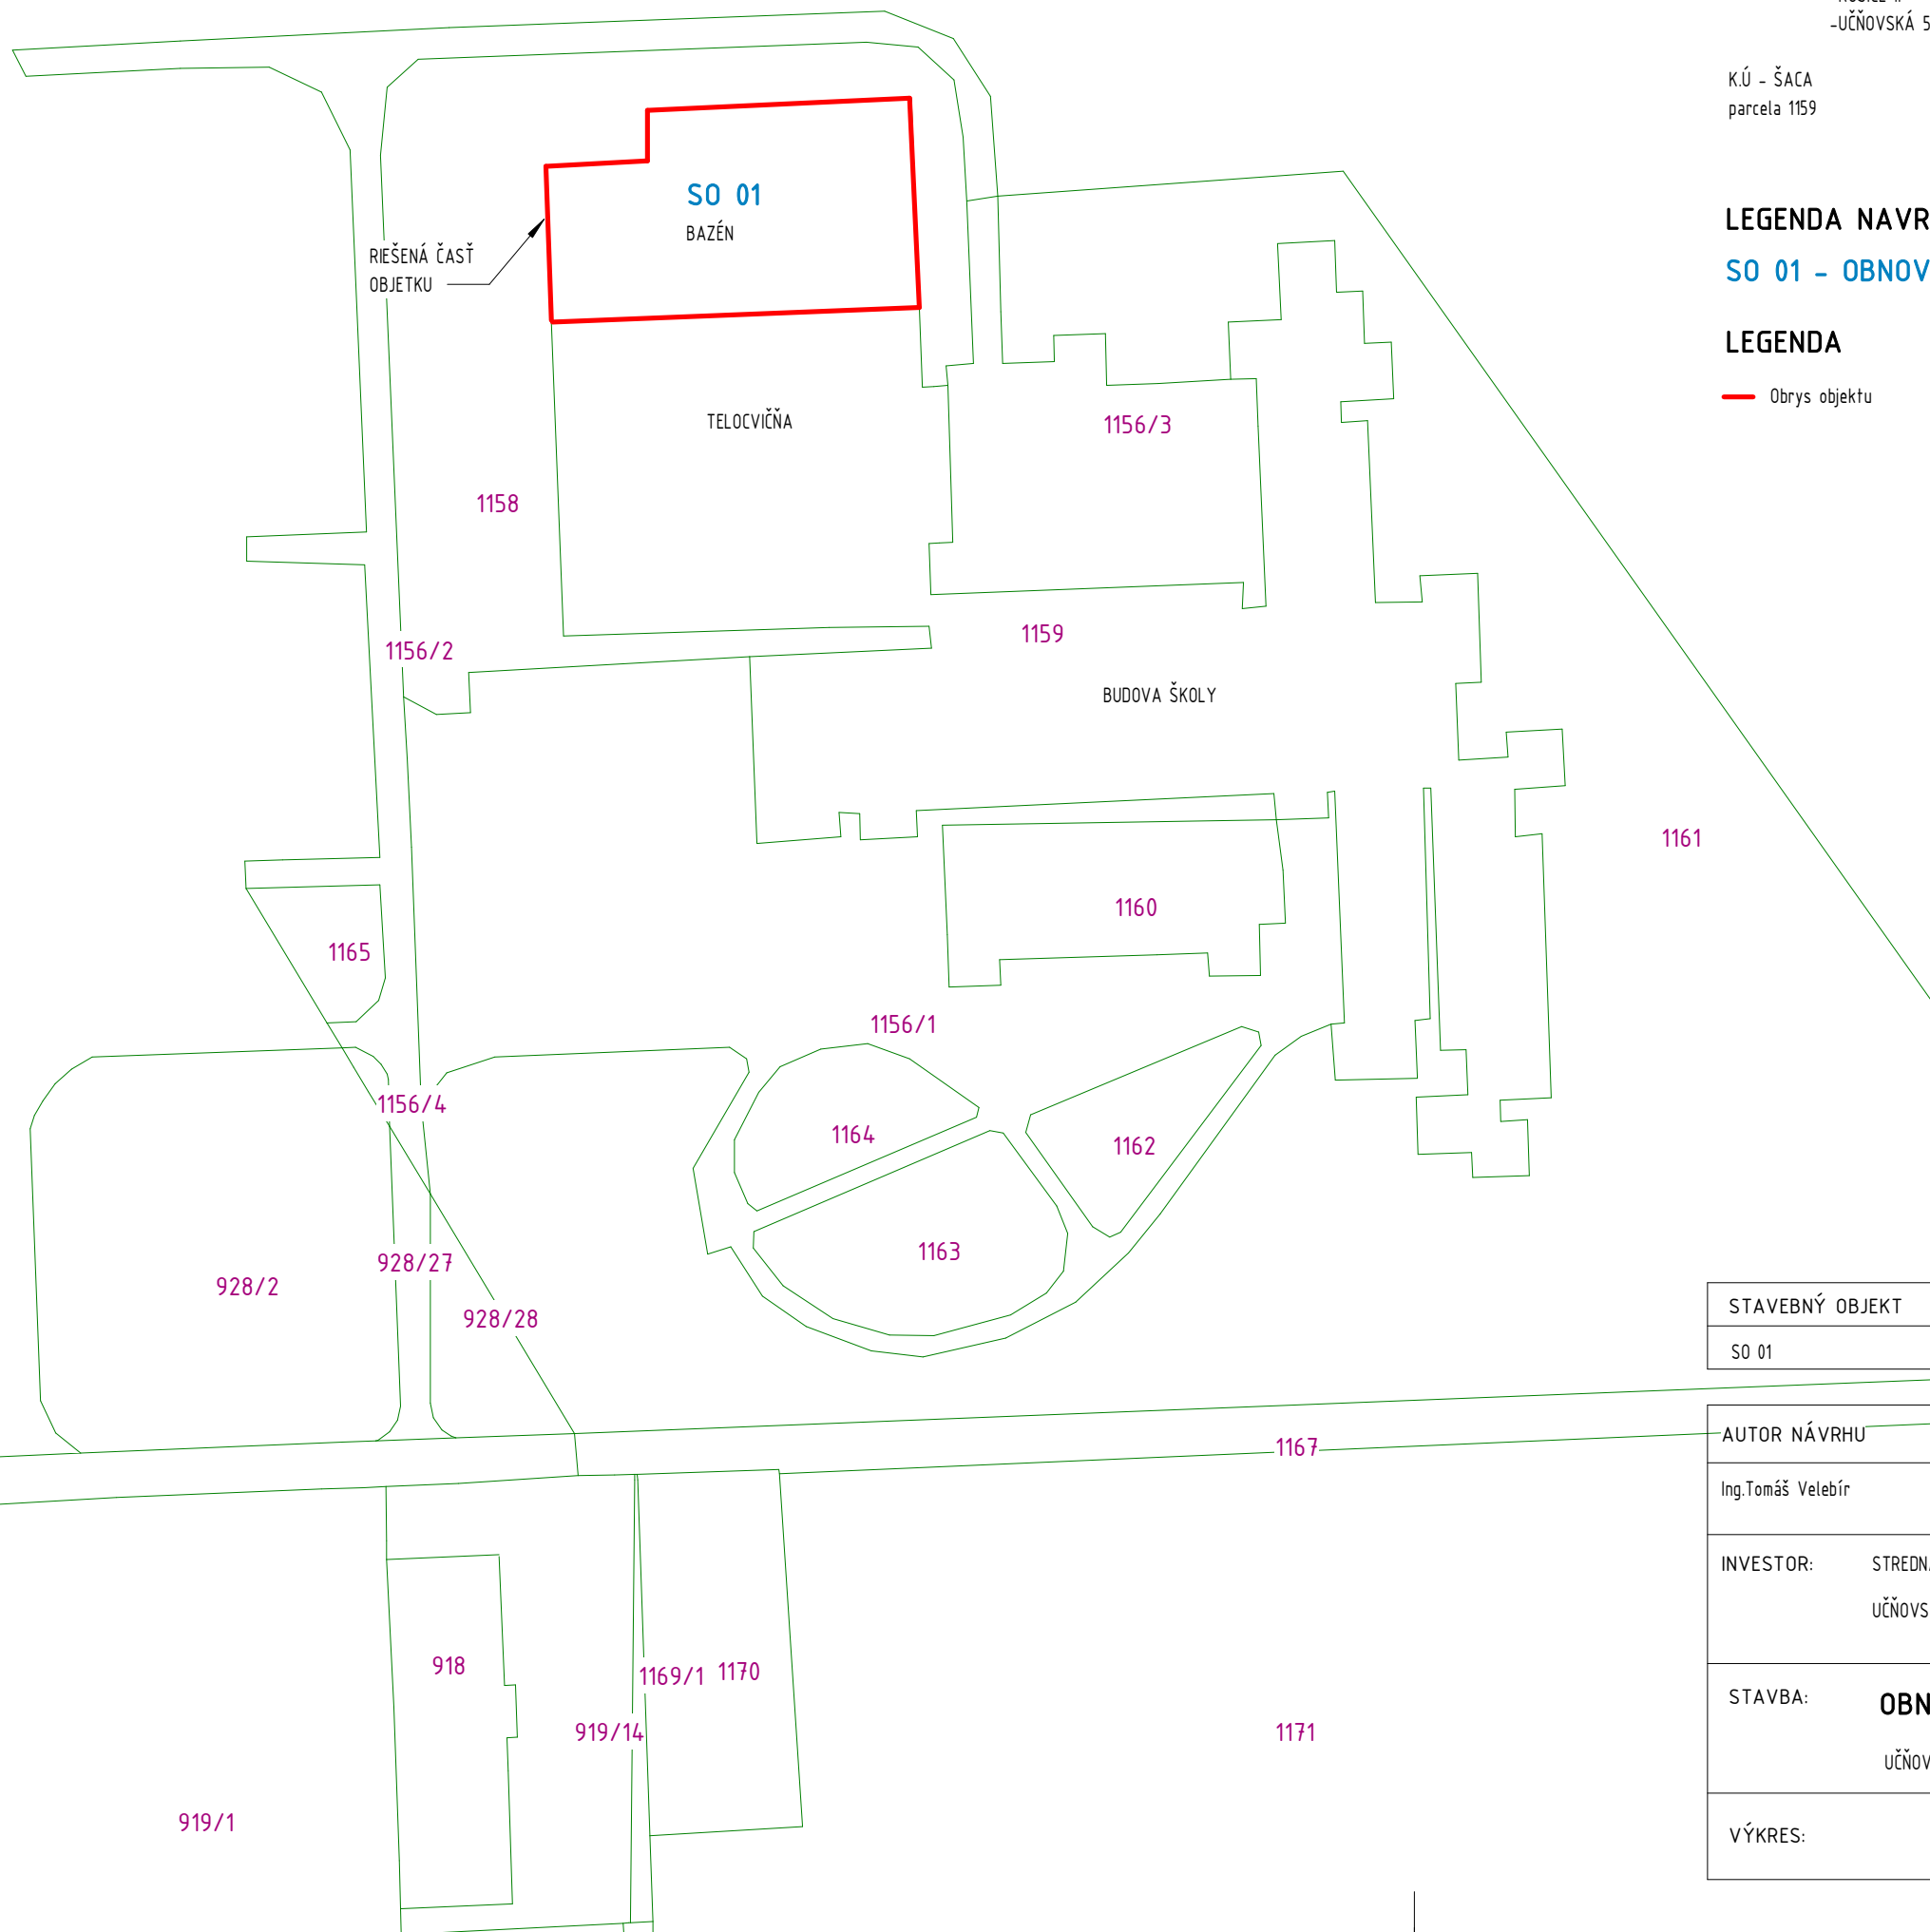 -UČŇOVSKÁ 5
K.Ú - ŠACA
parcela 1159
SO 01
BAZÉN
RIEŠENÁ ČASŤ
OBJETKU
LEGENDA NAVR
SO 01 - OBNOV
LEGENDA
Obrys objektu
TELOCVIČŇA
1156/3
1158
1159
1156/2
BUDOVA ŠKOLY
1161
1160
1165
1156/1
1156/4
1164
1162
1163
928/27
928/2
928/28
STAVEBNÝ OBJEKT
SO 01
AUTOR NÁVRHU
1167
Ing.Tomáš Velebír
INVESTOR:
STREDN
UČŇOVS
918
1169/1
1170
STAVBA:
OBN
919/14
1171
UČŇOV
919/1
VÝKRES: